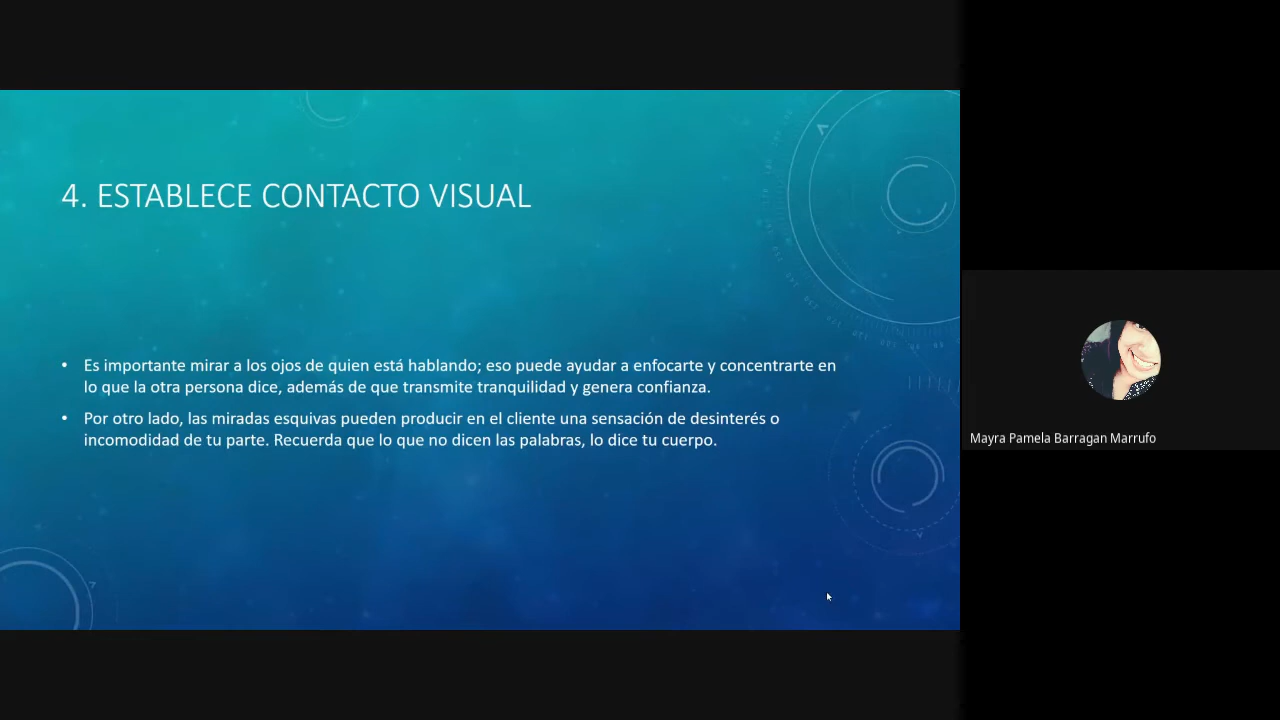 4. ESTABLECE CONTACTO VISUAL
• Es importante mirar a los ojos de quien está hablando; eso puede ayudar a enfocarte y concentrarte en
lo que la otra persona dice, además de que transmite tranquilidad y genera confianza.
• Por otro lado, las miradas esquivas pueden producir en el cliente una sensación de desinterés o
incomodidad de tu parte. Recuerda que lo que no dicen las palabras, lo dice tu cuerpo.
Mayra Pamela Barragan Marrufo